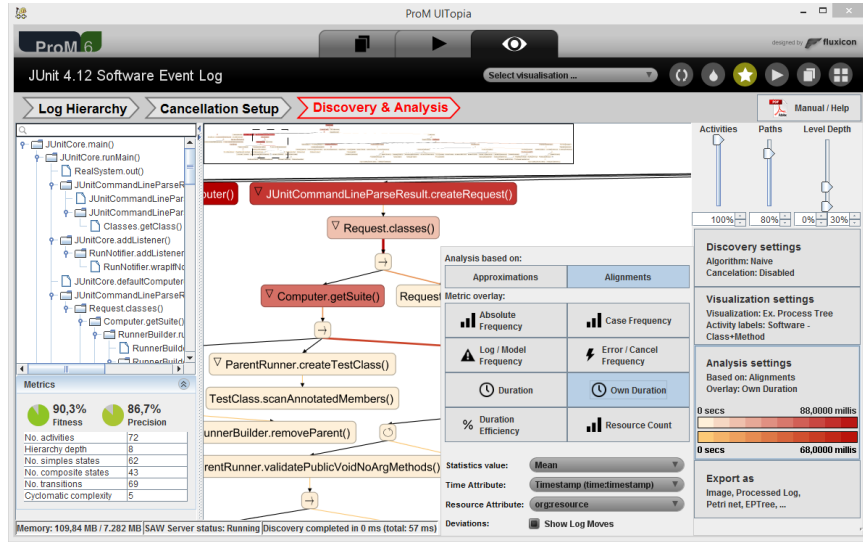 ProM UITopia
ProM 6
designed by fluxicon
JUnit 4.12 Software Event Log
Select visualisation ...
Log Hierarchy
Cancellation Setup
Discovery & Analysis
Manual / Help
JUnitCore.main()
JUnitCore.runMain()
RealSystem.out()
JUnitCommandLineParseR
JUnitCommandLinePar
JUnitCommandLinePar
Classes.getClass()
JUnitCore.addListener()
RunNotifier.addListener
RunNotifier.wrapIfNo
JUnitCore.defaultComputer
JUnitCommandLineParseR
Request.classes()
Computer.getSuite()
RunnerBuilder.n
RunnerBuild
RunnerBuild
Metrics
90,3%
Fitness
86,7%
Precision
No. activities 72
Hierarchy depth 8
No. simples states 62
No. composite states 43
No. transitions 69
Cyclomatic complexity 5
puter()
JUnitCommandLineParseResult.createRequest()
Request.classes()
Computer.getSuite()
Request
ParentRunner.createTestClass()
TestClass.scanAnnotatedMembers()
unnerBuilder.removeParent()
rentRunner.validatePublicVoidNoArgMethods()
Analysis based on:
Approximations
Alignments
Metric overlay:
Absolute Frequency
Case Frequency
Log / Model Frequency
Error / Cancel Frequency
Duration
Own Duration
% Duration Efficiency
Resource Count
Statistics value: Mean
Time Attribute: Timestamp (time:timestamp)
Resource Attribute: org:resource
Deviations: Show Log Moves
Activities Paths Level Depth
100% 80% 0% 30%
Discovery settings
Algorithm: Naive
Cancelation: Disabled
Visualization settings
Visualization: Ex. Process Tree
Activity labels: Software -
Class+Method
Analysis settings
Based on: Alignments
Overlay: Own Duration
0 secs 88,0000 millis
0 secs 68,0000 millis
Export as
Image, Processed Log,
Petri net, EPTree, ...
Memory: 109,84 MB / 7.282 MB
SAW Server status: Running
Discovery completed in 0 ms (total: 57 ms)